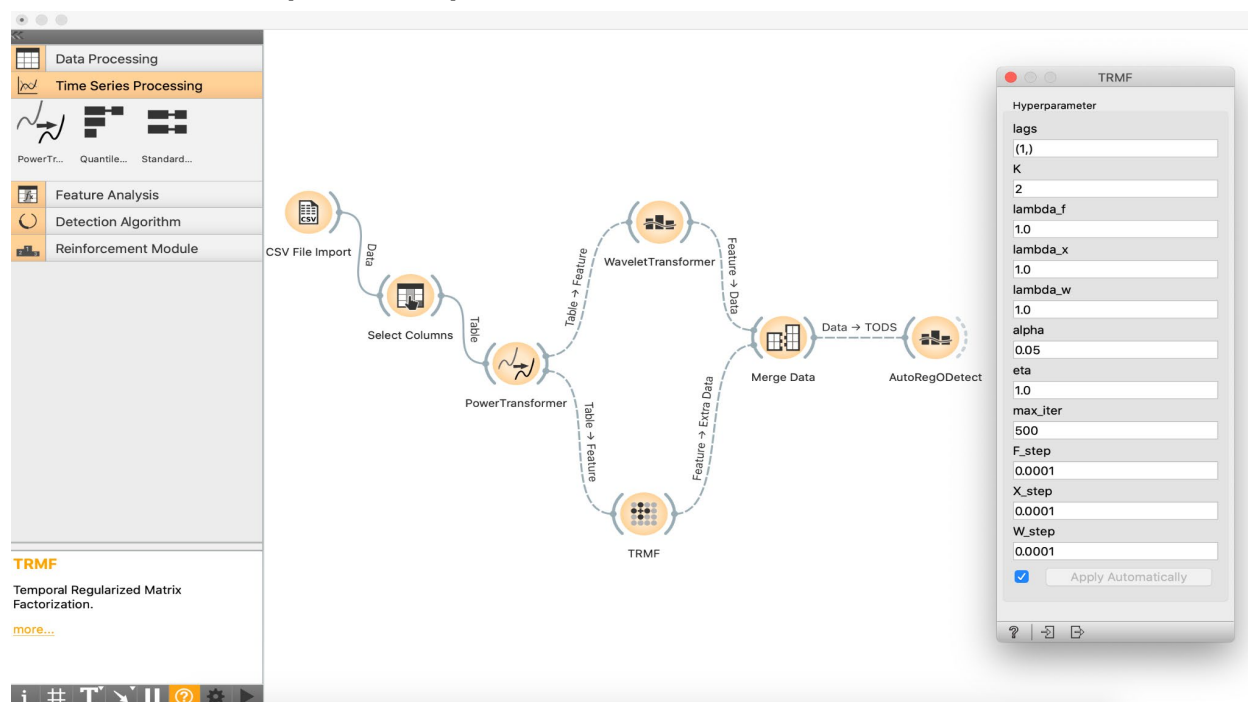 Data Processing
Time Series Processing
PowerTr...
Quantile...
Standard...
Feature Analysis
Detection Algorithm
Reinforcement Module
TRMF
Temporal Regularized Matrix
Factorization.
more...
CSV
CSV File Import
Data
Select Columns
Table
PowerTransformer
Table → Feature
WaveletTransformer
Feature → Data
Table → Feature
TRMF
Feature → Extra Data
Merge Data
Data → TODS
AutoRegODetect
TRMF
Hyperparameter
lags
(1,)
K
2
lambda_f
1.0
lambda_x
1.0
lambda_w
1.0
alpha
0.05
eta
1.0
max_iter
500
F_step
0.0001
X_step
0.0001
W_step
0.0001
Apply Automatically